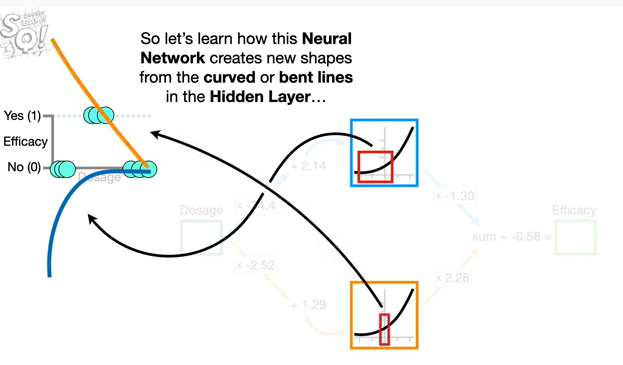 So let's learn how this Neural
Network creates new shapes
from the curved or bent lines
in the Hidden Layer…
Yes (1)
Efficacy
No (0)
Dosage
+ 2.14
x -1.30
Dosage
Efficacy
sum + -0.58 =
x -2.52
x 2.28
+ 1.29
SQ!